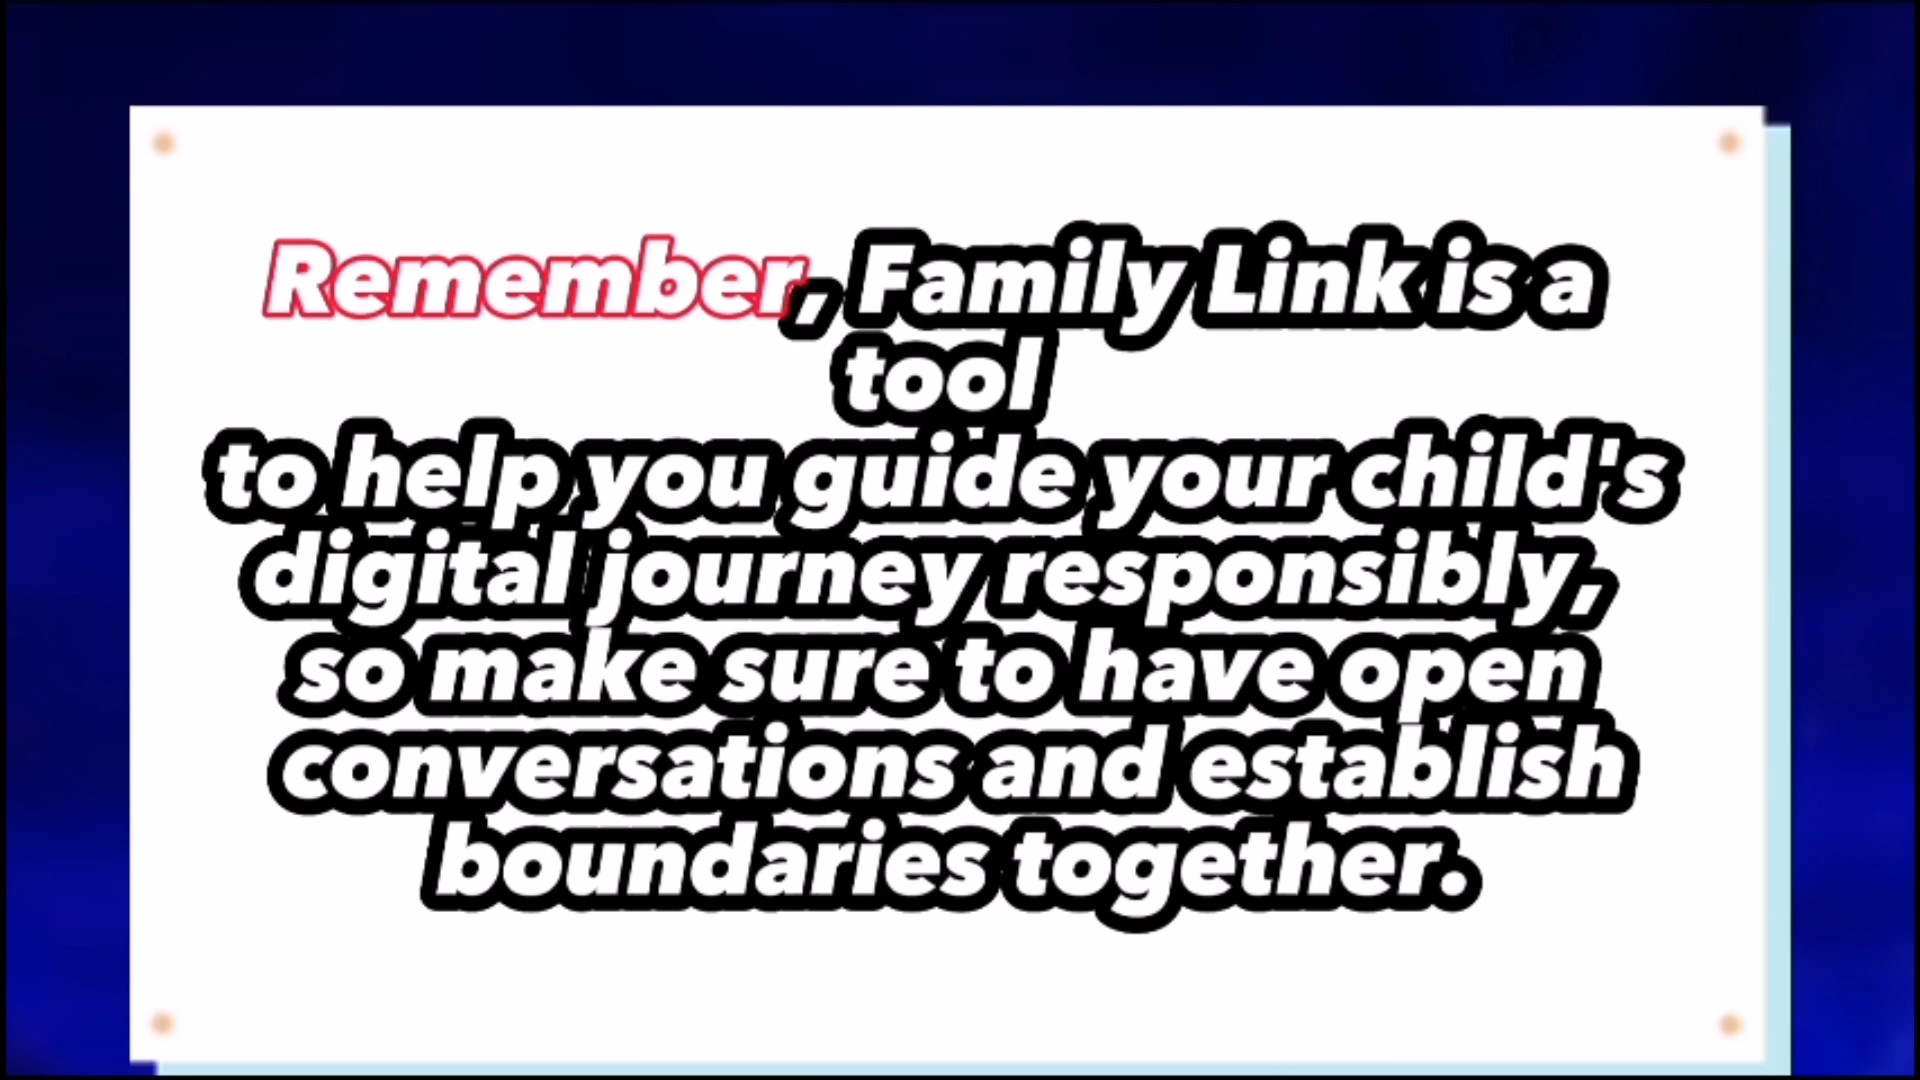 Remember, Family Link is a
tool
to help you guide your child's
digital journey responsibly,
so make sure to have open
conversations and establish
boundaries together.